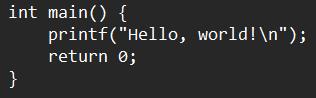 int main() {
    printf("Hello, world!\n");
    return 0;
}